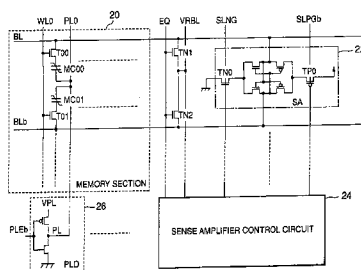 WL0 PL0 20 EQ VRBL SLNG SLPGb
BL
T00 TN1
MC00 TN0 TP0
MC01
T01 TN2 SA
BLb
MEMORY SECTION
26 24
VPL
PLEb PL SENSE AMPLIFIER CONTROL CIRCUIT
PLD